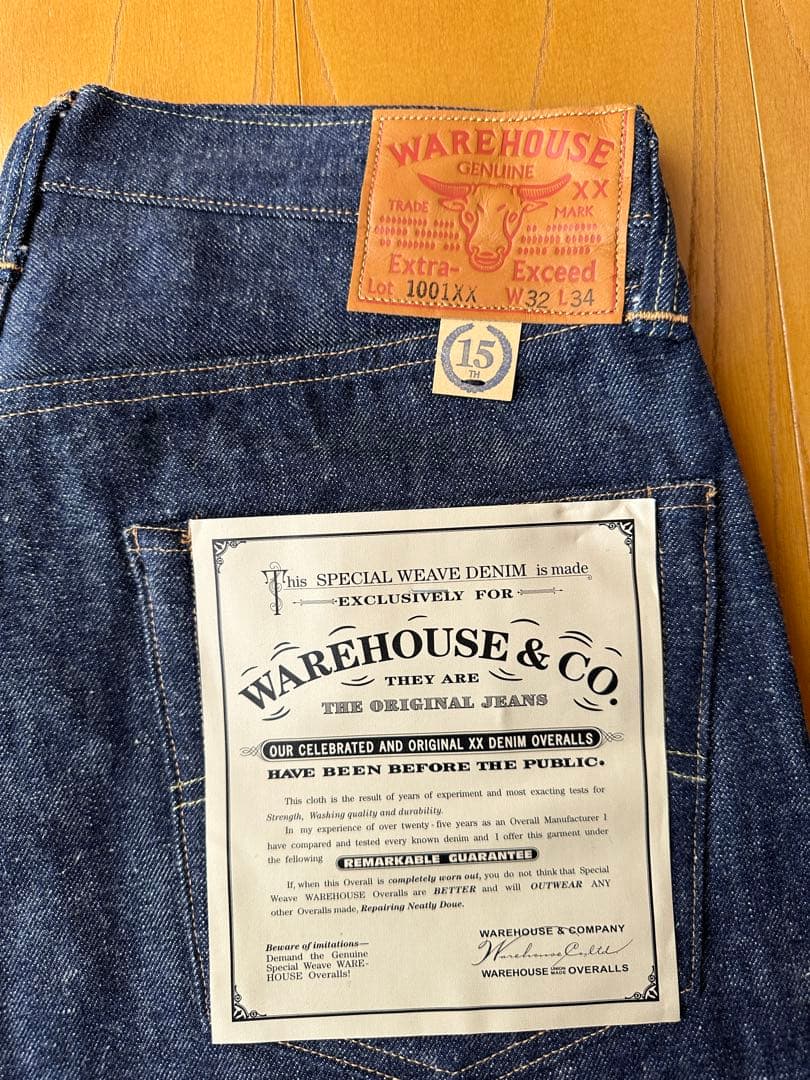 WAREHOUSE
GENUINE
XX
TRADE MARK
Extra- Exceed
Lot 1001XX W32 L34
15
TH
This SPECIAL WEAVE DENIM is made
EXCLUSIVELY FOR
WAREHOUSE & CO.
THEY ARE
THE ORIGINAL JEANS
OUR CELEBRATED AND ORIGINAL XX DENIM OVERALLS
HAVE BEEN BEFORE THE PUBLIC.
This cloth is the result of years of experiment and most exacting tests for
Strength, Washing quality and durability.
In my experience of over twenty-five years as an Overall Manufacturer I
have compared and tested every known denim and I offer this garment under
the fellowing REMARKABLE GUARANTEE
If, when this Overall is completely worn out, you do not think that Special
Weave WAREHOUSE Overalls are BETTER and will OUTWEAR ANY
other Overalls made, Repairing Neatly Doue.
Beware of imitations—
Demand the Genuine
Special Weave WARE-
HOUSE Overalls!
WAREHOUSE & COMPANY
Warehouse Co,.ltd
WAREHOUSE UNION MADE OVERALLS